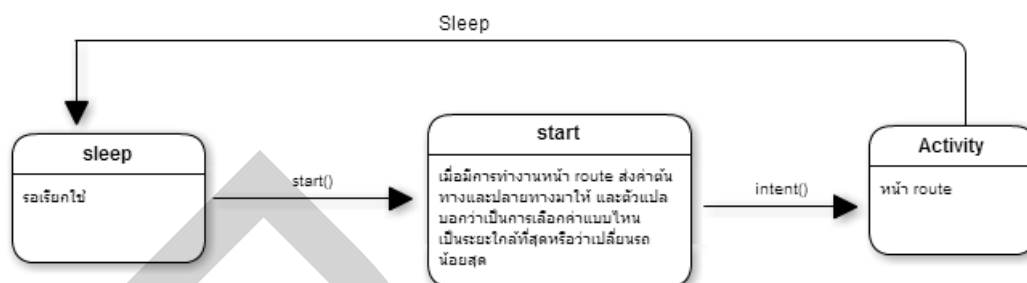 Sleep
sleep
รอเรียกใช้
start()
start
เมื่อมีการทำงานหน้า route ส่งค่าต้น
ทางและปลายทางมาให้ และตัวแปล
บอกว่าเป็นการเลือกค่าแบบไหน
เป็นระยะใกล้ที่สุดหรือว่าเปลี่ยนรถ
น้อยสุด
intent()
Activity
หน้า route